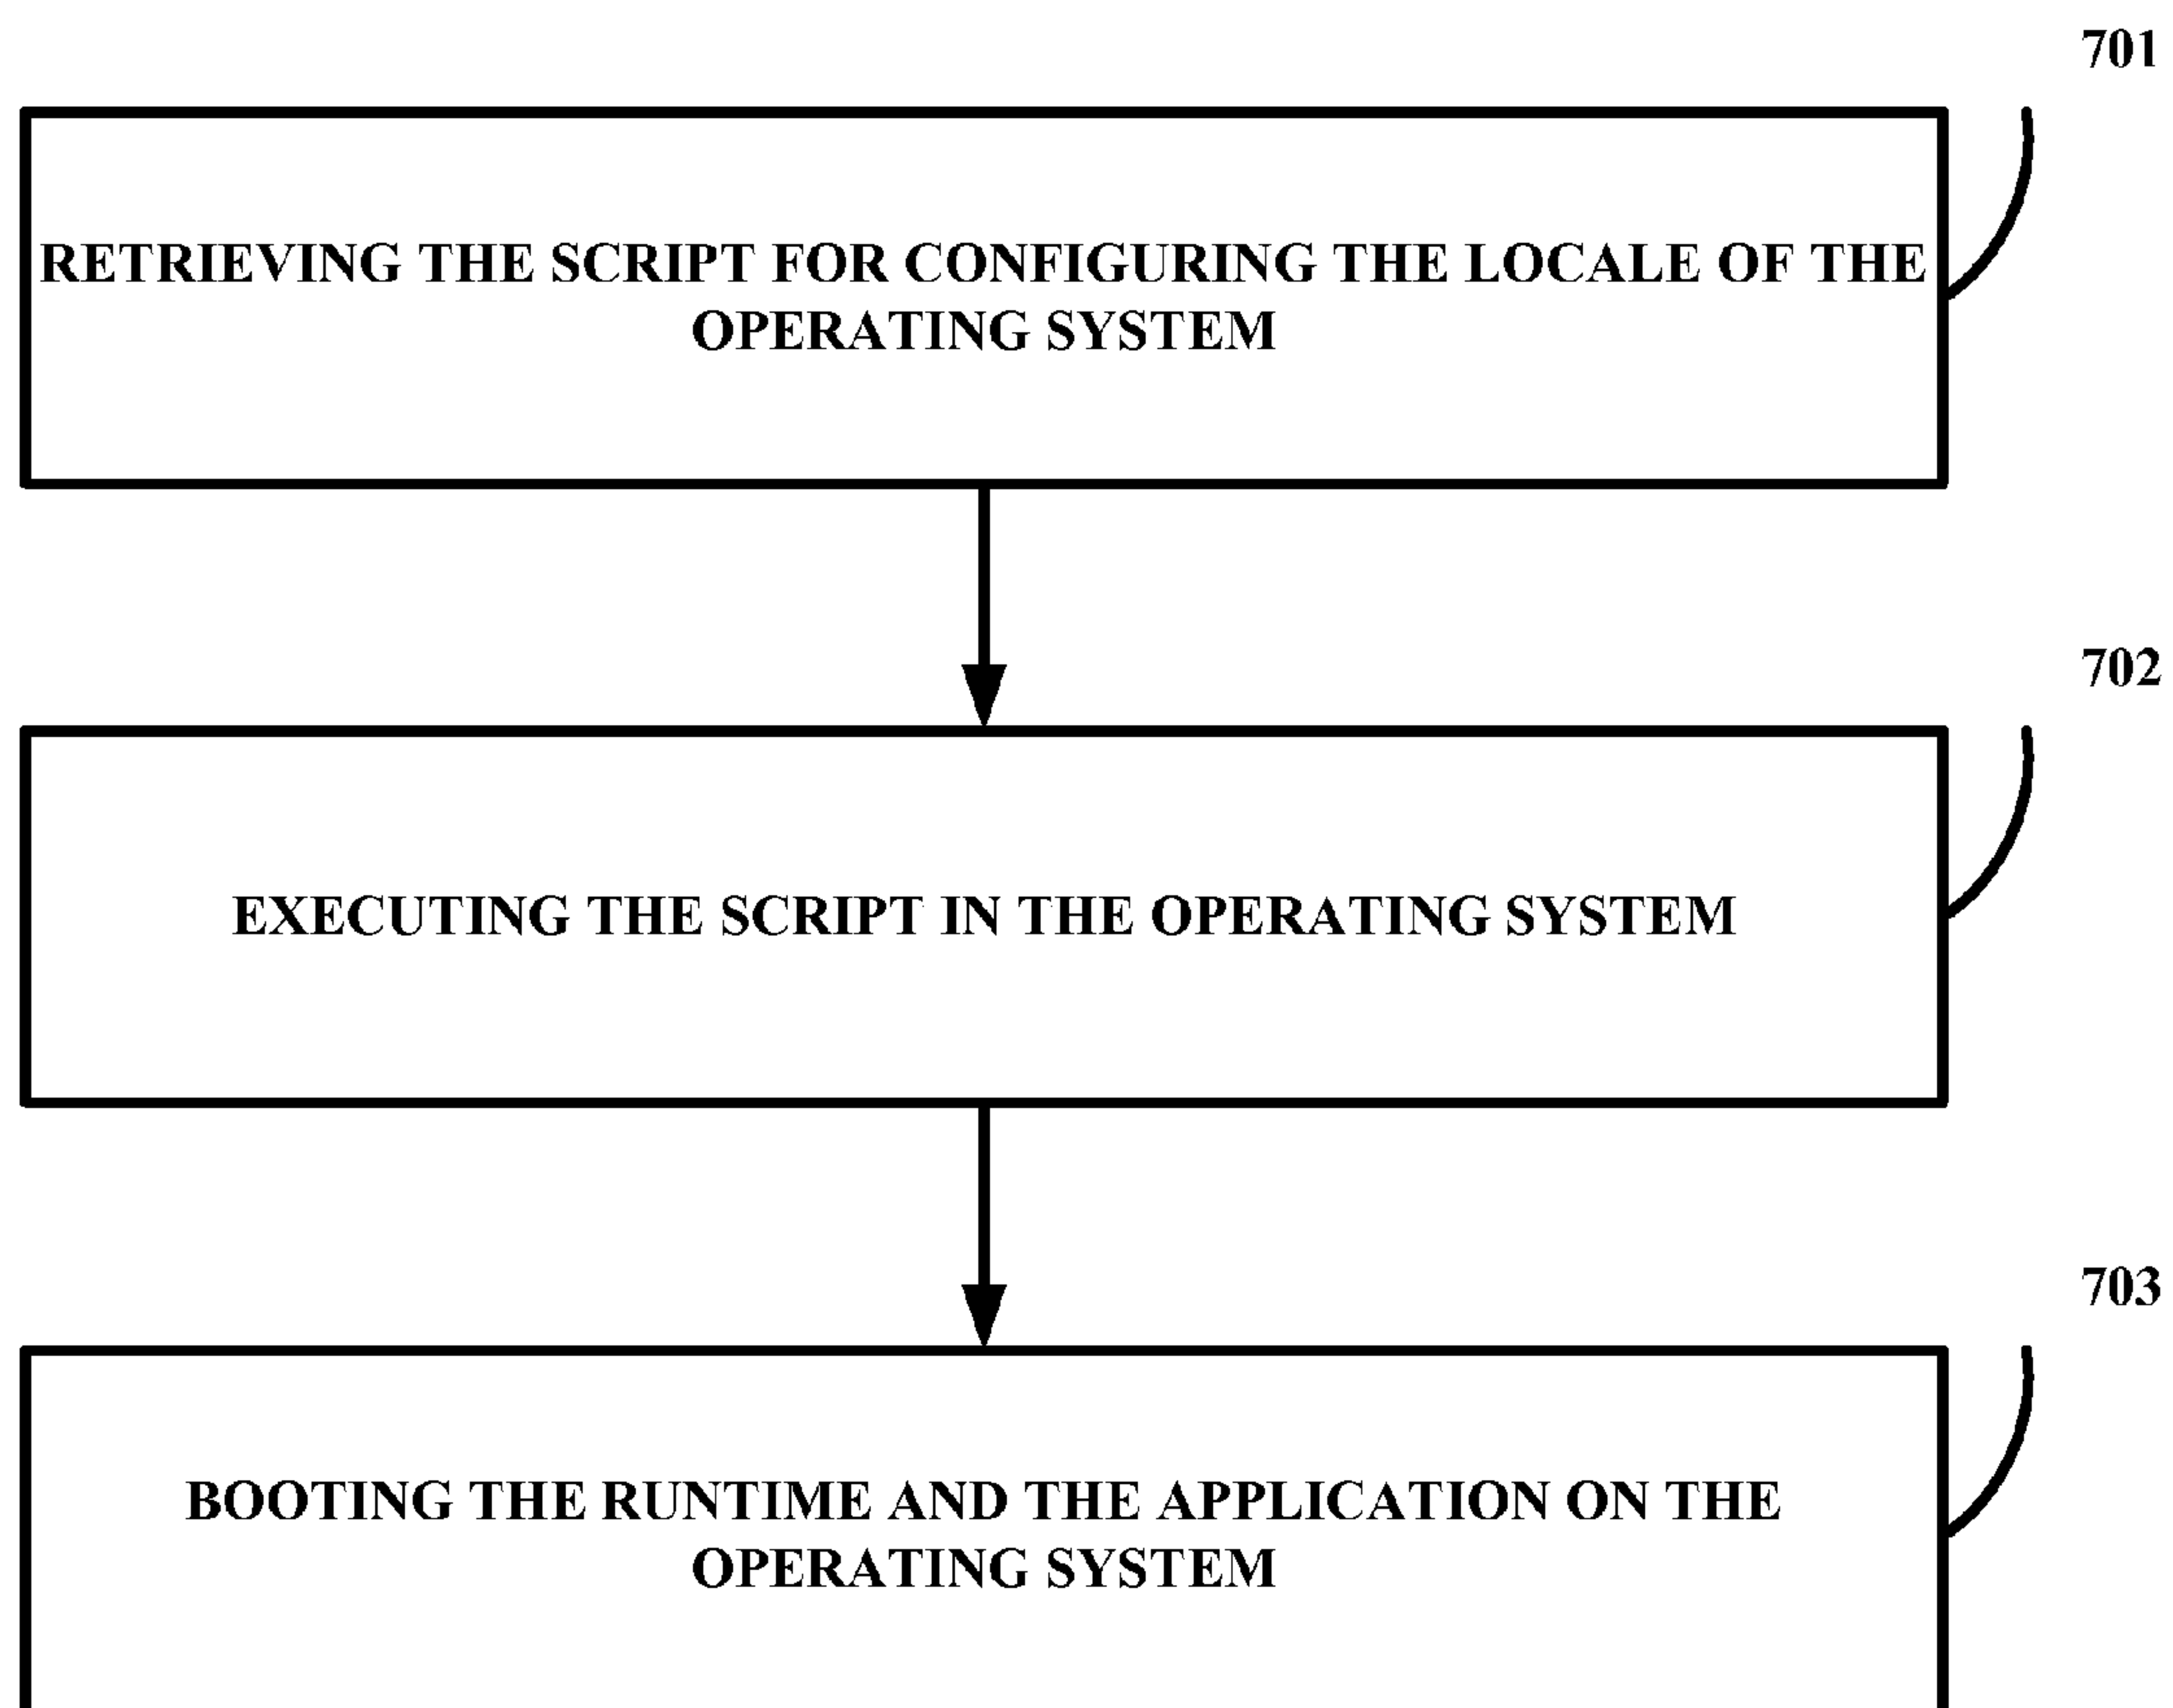 701
RETRIEVING THE SCRIPT FOR CONFIGURING THE LOCALE OF THE
OPERATING SYSTEM
702
EXECUTING THE SCRIPT IN THE OPERATING SYSTEM
703
BOOTING THE RUNTIME AND THE APPLICATION ON THE
OPERATING SYSTEM